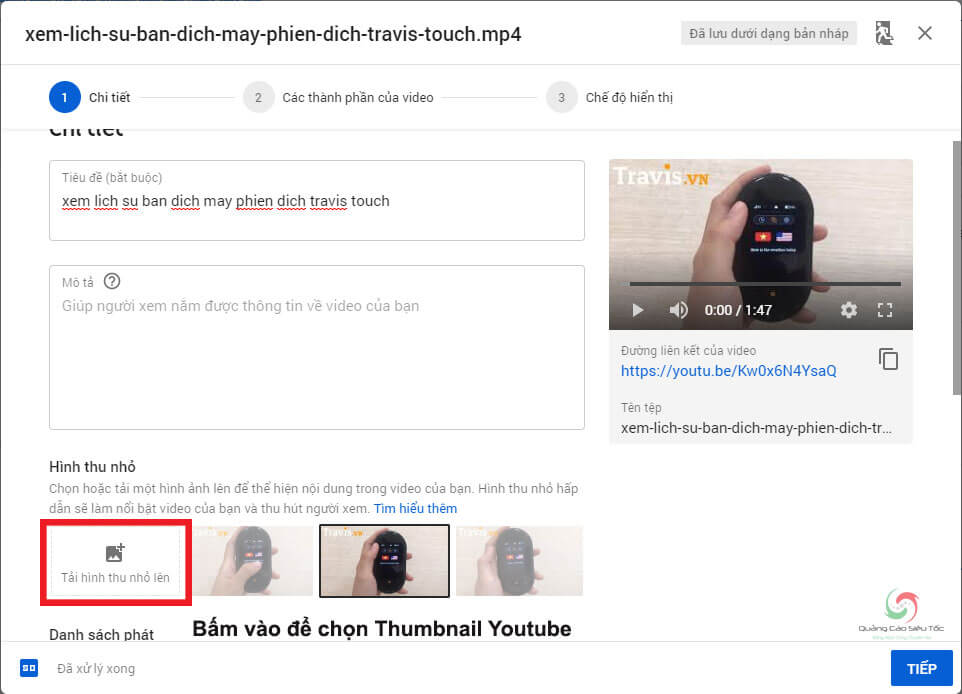 xem-lich-su-ban-dich-may-phien-dich-travis-touch.mp4
Đã lưu dưới dạng bản nháp
1 Chi tiết
2 Các thành phần của video
3 Chế độ hiển thị
Chi tiết
Tiêu đề (bắt buộc)
xem lich su ban dich may phien dich travis touch
Mô tả
Giúp người xem nắm được thông tin về video của bạn
Travis.VN
0:00 / 1:47
Đường liên kết của video
https://youtu.be/Kw0x6N4YsaQ
Tên tệp
xem-lich-su-ban-dich-may-phien-dich-tr...
Hình thu nhỏ
Chọn hoặc tải một hình ảnh lên để thể hiện nội dung trong video của bạn. Hình thu nhỏ hấp
dẫn sẽ làm nổi bật video của bạn và thu hút người xem. Tìm hiểu thêm
Tải hình thu nhỏ lên
Travis.VN
Travis.VN
Bấm vào để chọn Thumbnail Youtube
Danh sách phát
Quảng Cáo Siêu Tốc
Đã xử lý xong
TIẾP